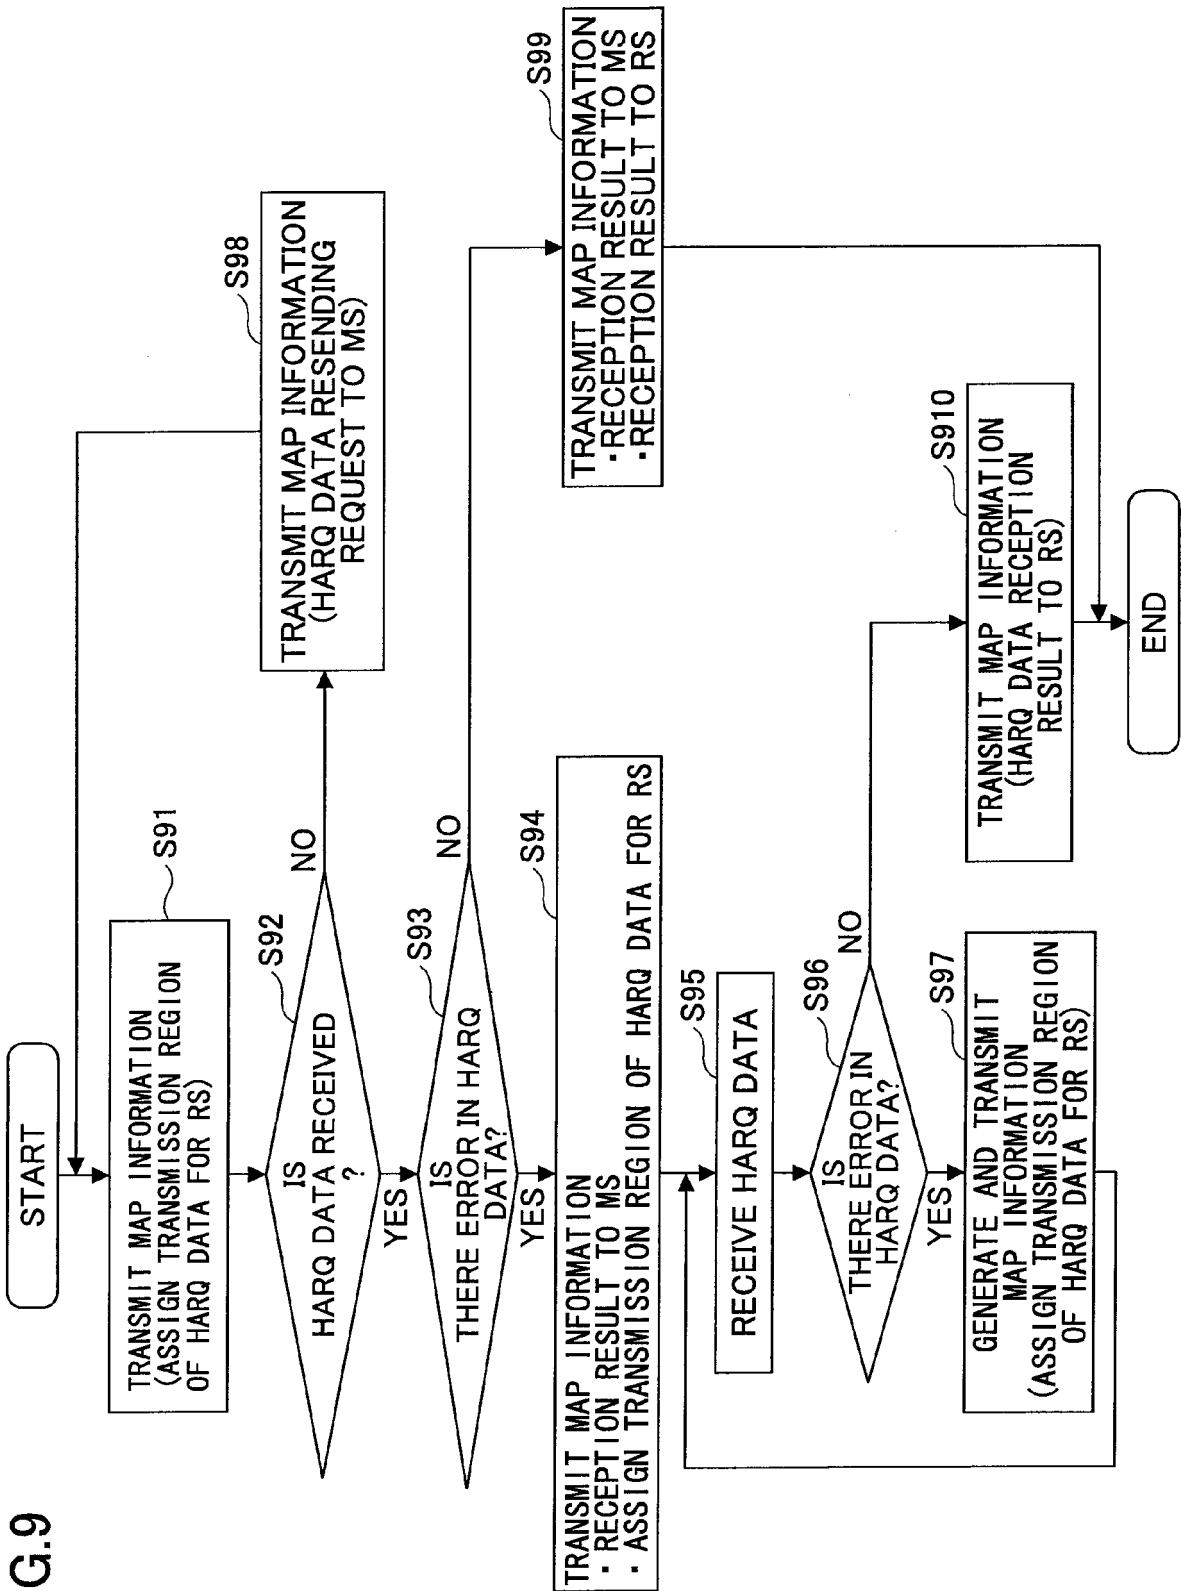 G.9
START
S91
TRANSMIT MAP INFORMATION
(ASSIGN TRANSMISSION REGION
OF HARQ DATA FOR RS)
S92
IS
HARQ DATA RECEIVED
?
NO
YES
S98
TRANSMIT MAP INFORMATION
(HARQ DATA RESENDING
REQUEST TO MS)
S93
IS
THERE ERROR IN HARQ
DATA?
NO
YES
S99
TRANSMIT MAP INFORMATION
・RECEPTION RESULT TO MS
・RECEPTION RESULT TO RS
S94
TRANSMIT MAP INFORMATION
・RECEPTION RESULT TO MS
・ASSIGN TRANSMISSION REGION OF HARQ DATA FOR RS
S95
RECEIVE HARQ DATA
S96
IS
THERE ERROR IN
HARQ DATA?
NO
YES
S97
GENERATE AND TRANSMIT
MAP INFORMATION
(ASSIGN TRANSMISSION REGION
OF HARQ DATA FOR RS)
S910
TRANSMIT MAP INFORMATION
(HARQ DATA RECEPTION
RESULT TO RS)
END